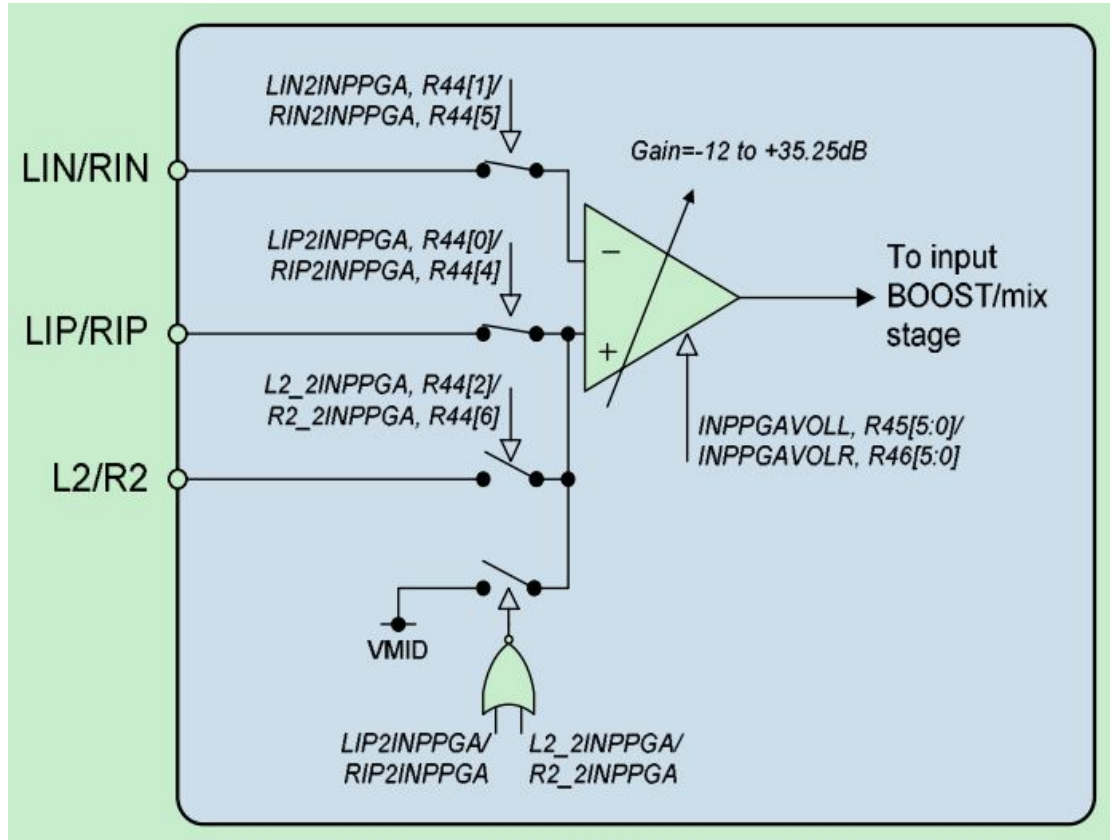 LIN2INPPGA, R44[1]/
RIN2INPPGA, R44[5]
Gain=-12 to +35.25dB
LIN/RIN
LIP2INPPGA, R44[0]/
RIP2INPPGA, R44[4]
−
To input
BOOST/mix
stage
LIP/RIP
+
L2_2INPPGA, R44[2]/
R2_2INPPGA, R44[6]
INPPGAVOLL, R45[5:0]/
INPPGAVOLR, R46[5:0]
L2/R2
VMID
LIP2INPPGA/
RIP2INPPGA
L2_2INPPGA/
R2_2INPPGA